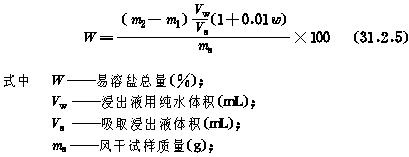 W = \frac{(m₂－m₁)\frac{V_w}{V_s}(1+0.01w)}{m_s} ×100 (31.2.5)
式中 W——易溶盐总量(%);
V_w——浸出液用纯水体积(mL);
V_s——吸取浸出液体积(mL);
m_s——风干试样质量(g);